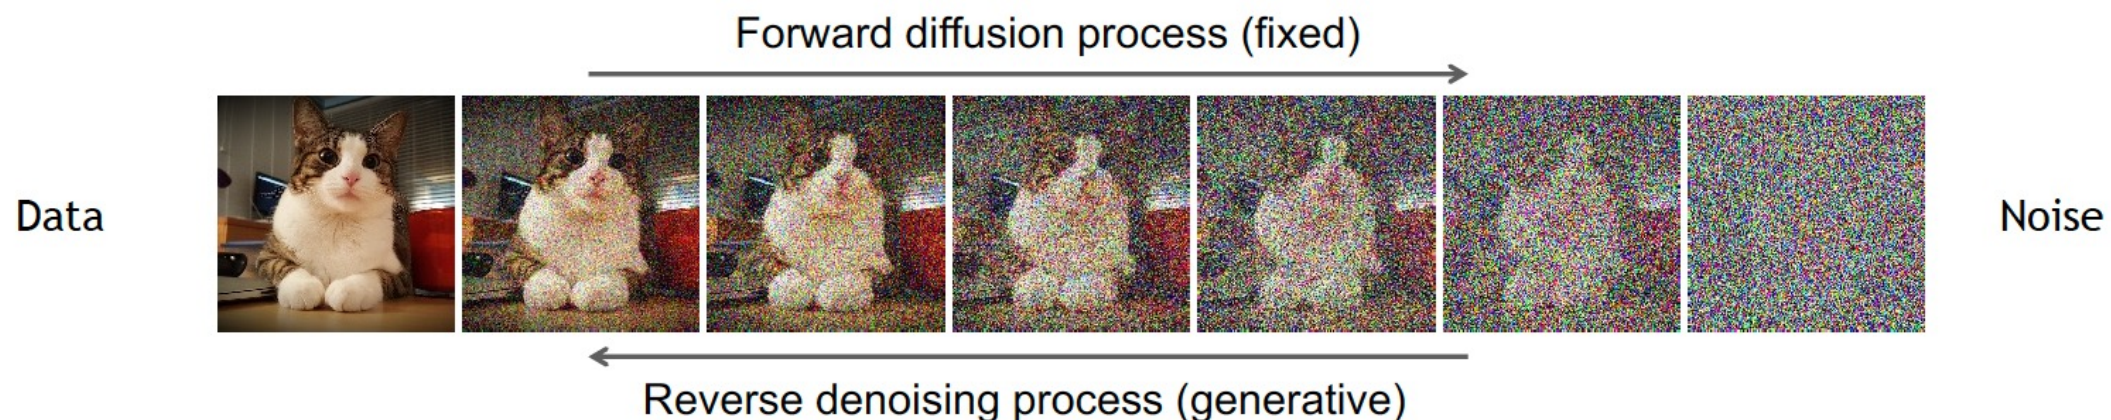 Forward diffusion process (fixed)
Data
Noise
Reverse denoising process (generative)